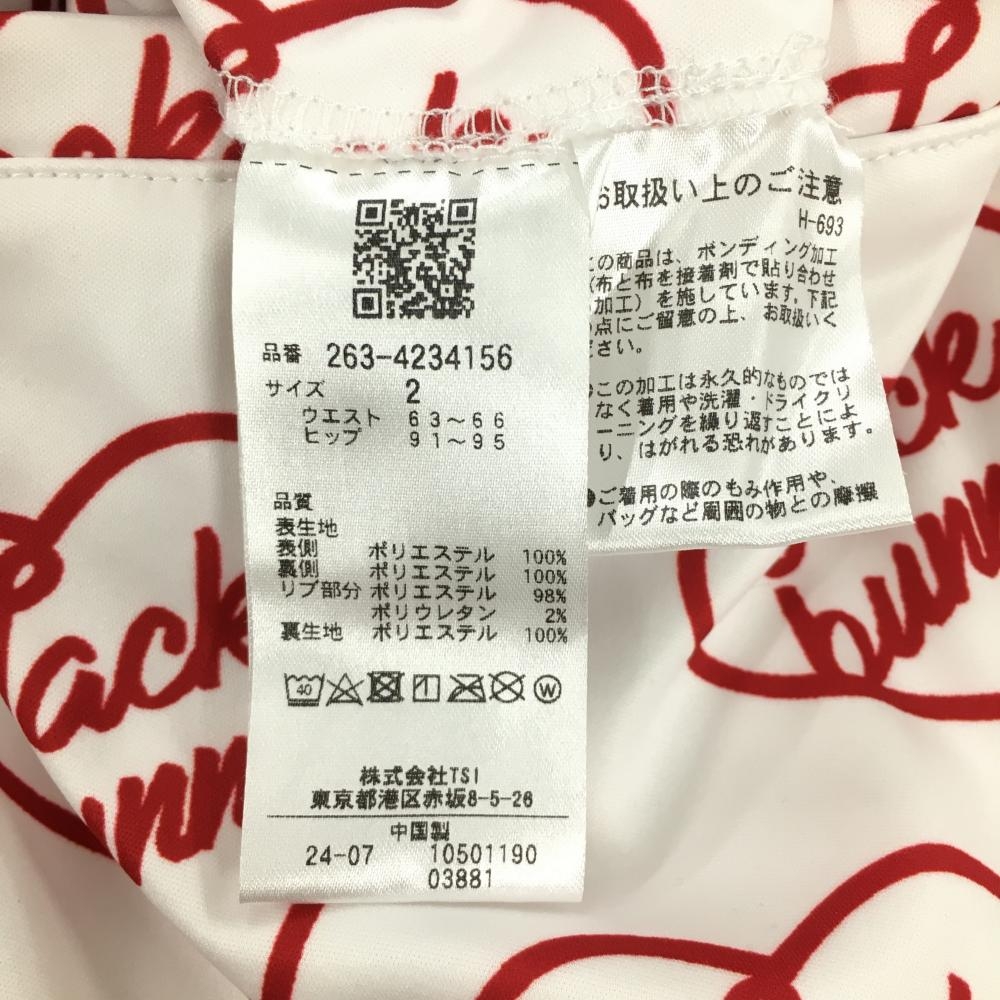 品番 263-4234156
サイズ 2
ウエスト 63～66
ヒップ 91～95
品質
表生地
表側 ポリエステル 100%
裏側 ポリエステル 100%
リブ部分 ポリエステル 98%
ポリウレタン 2%
裏生地 ポリエステル 100%
40
W
株式会社TSI
東京都港区赤坂8-5-26
中国製
24-07 10501190
03881
お取扱い上のご注意
H-693
この商品は、ボンディング加工
(布と布を接着剤で貼り合わせ
加工)を施しています。下記
点にご留意の上、お取扱いく
ださい。
●この加工は永久的なものでは
なく着用や洗濯・ドライクリ
ーニングを繰り返すことによ
り、はがれる恐れがあります。
●ご着用の際のもみ作用や、
バッグなど周囲の物との摩擦
ack
bunn
ack
unn